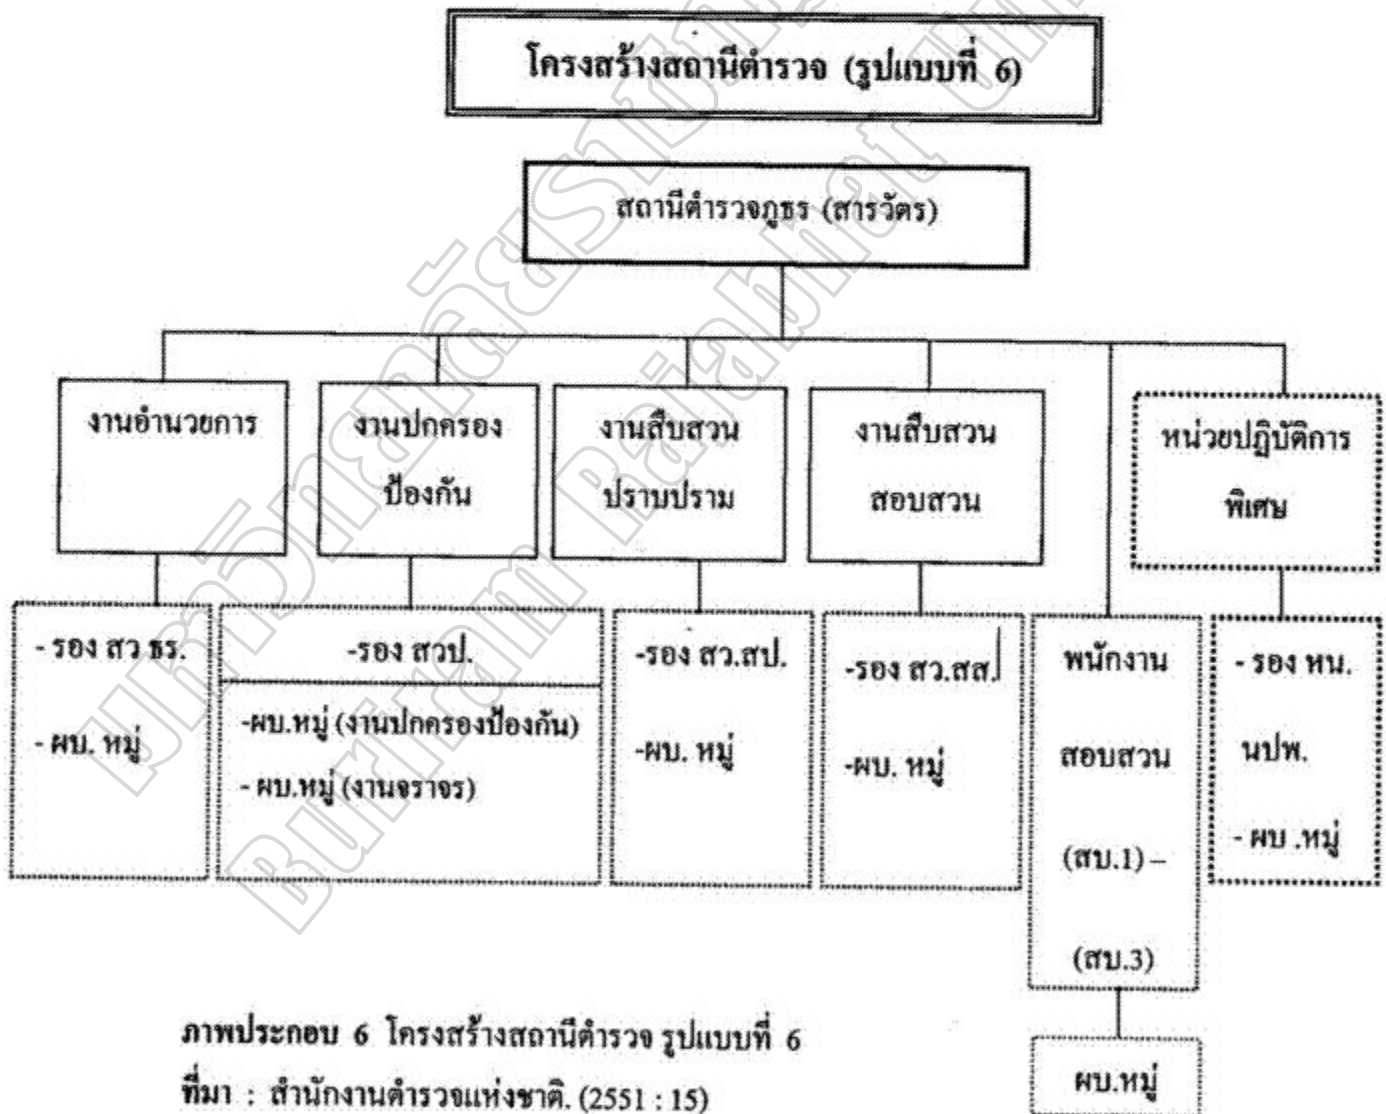 โครงสร้างสถานีตำรวจ (รูปแบบที่ 6)
สถานีตำรวจภูธร (สารวัตร)
งานอำนวยการ
งานปกครอง
ป้องกัน
งานสืบสวน
ปราบปราม
งานสืบสวน
สอบสวน
หน่วยปฏิบัติการ
พิเศษ
- รอง สว ธร.
- ผบ. หมู่
-รอง สวป.
-ผบ.หมู่ (งานปกครองป้องกัน)
- ผบ.หมู่ (งานจราจร)
-รอง สว.สป.
-ผบ. หมู่
-รอง สว.สส.
-ผบ. หมู่
พนักงาน
สอบสวน
(สบ.1) –
(สบ.3)
ผบ.หมู่
- รอง หน.
นปพ.
- ผบ .หมู่
ภาพประกอบ 6 โครงสร้างสถานีตำรวจ รูปแบบที่ 6
ที่มา : สำนักงานตำรวจแห่งชาติ. (2551 : 15)